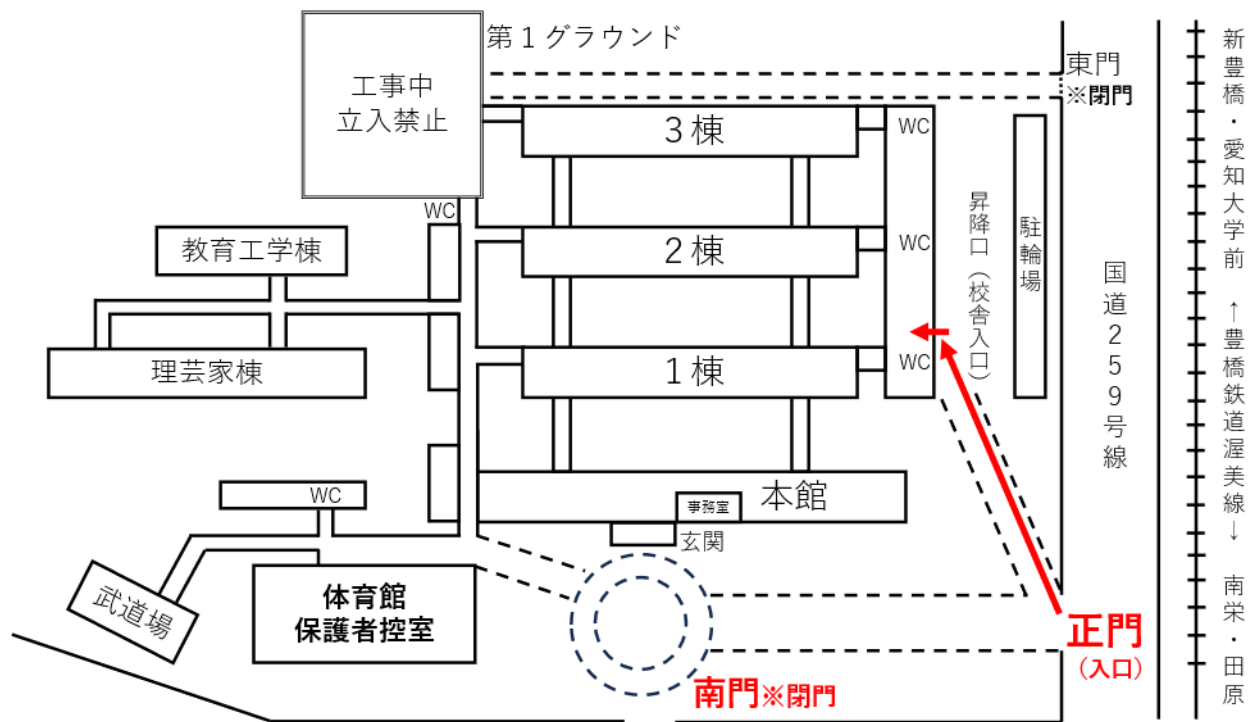 第1グラウンド
工事中
立入禁止
東門
※閉門
3棟
WC
WC
教育工学棟
2棟
WC
昇降口（校舎入口）
駐輪場
国道259号線
新豊橋・愛知大学前 ↑豊橋鉄道渥美線↓ 南栄・田原
理芸家棟
1棟
WC
WC
本館
事務室
玄関
武道場
体育館
保護者控室
正門
（入口）
南門※閉門